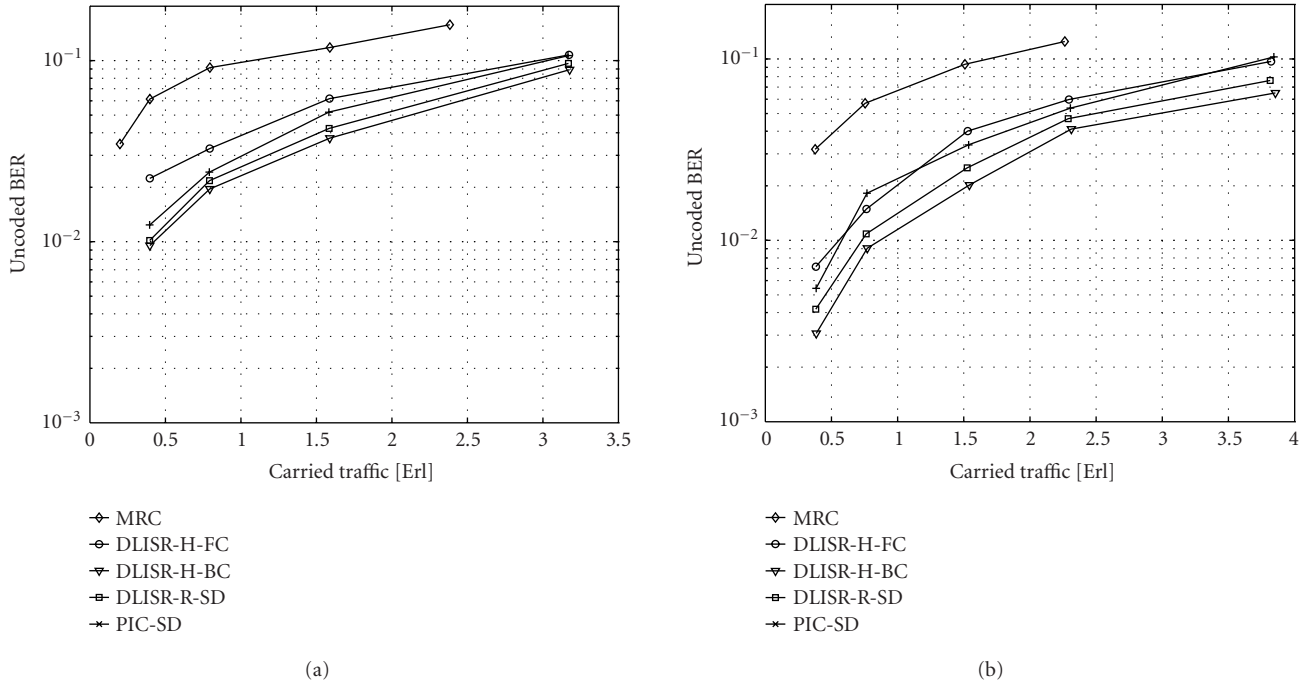 Uncoded BER
10⁻¹
10⁻²
10⁻³
0 0.5 1 1.5 2 2.5 3 3.5
Carried traffic [Erl]
MRC
DLISR-H-FC
DLISR-H-BC
DLISR-R-SD
PIC-SD
(a)
Uncoded BER
10⁻¹
10⁻²
10⁻³
0 0.5 1 1.5 2 2.5 3 3.5 4
Carried traffic [Erl]
MRC
DLISR-H-FC
DLISR-H-BC
DLISR-R-SD
PIC-SD
(b)